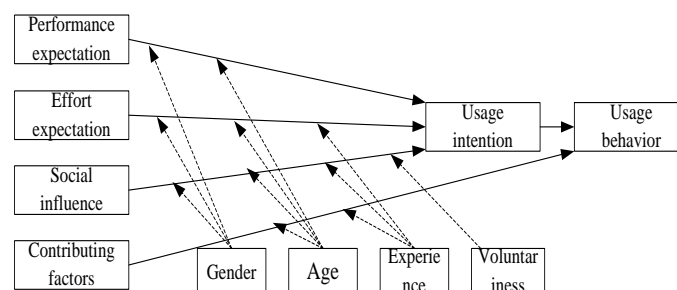 Performance
expectation
Effort
expectation
Usage
intention
Usage
behavior
Social
influence
Contributing
factors
Gender
Age
Experie
nce
Voluntar
iness